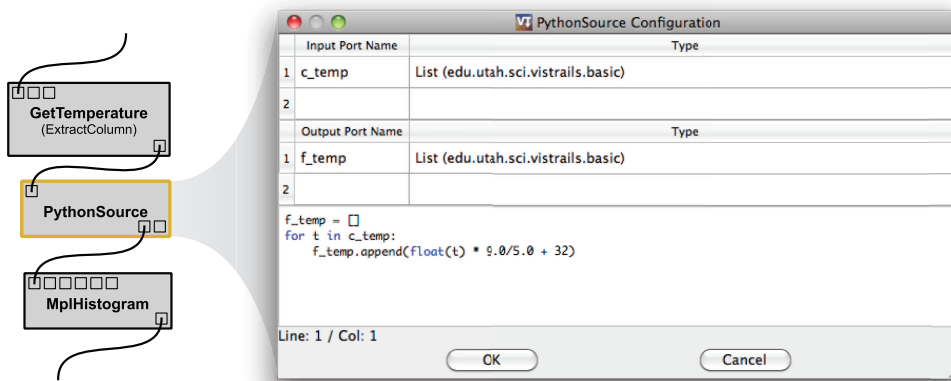 GetTemperature
(ExtractColumn)
PythonSource
MplHistogram
VT PythonSource Configuration
Input Port Name Type
1 c_temp List (edu.utah.sci.vistrails.basic)
2
Output Port Name Type
1 f_temp List (edu.utah.sci.vistrails.basic)
2
f_temp = []
for t in c_temp:
    f_temp.append(float(t) * 9.0/5.0 + 32)
Line: 1 / Col: 1
OK Cancel